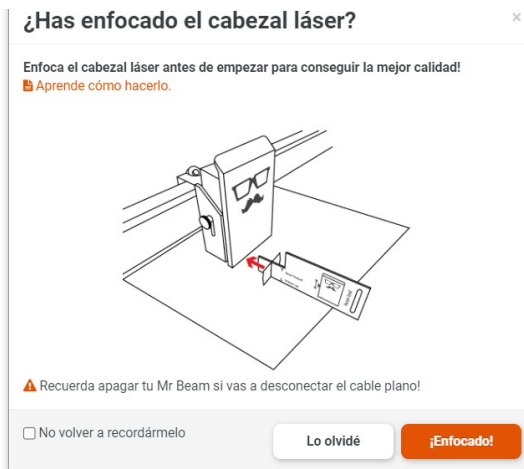 ¿Has enfocado el cabezal láser?
×
Enfoca el cabezal láser antes de empezar para conseguir la mejor calidad!
Aprende cómo hacerlo.
Recuerda apagar tu Mr Beam si vas a desconectar el cable plano!
No volver a recordármelo
Lo olvidé
¡Enfocado!